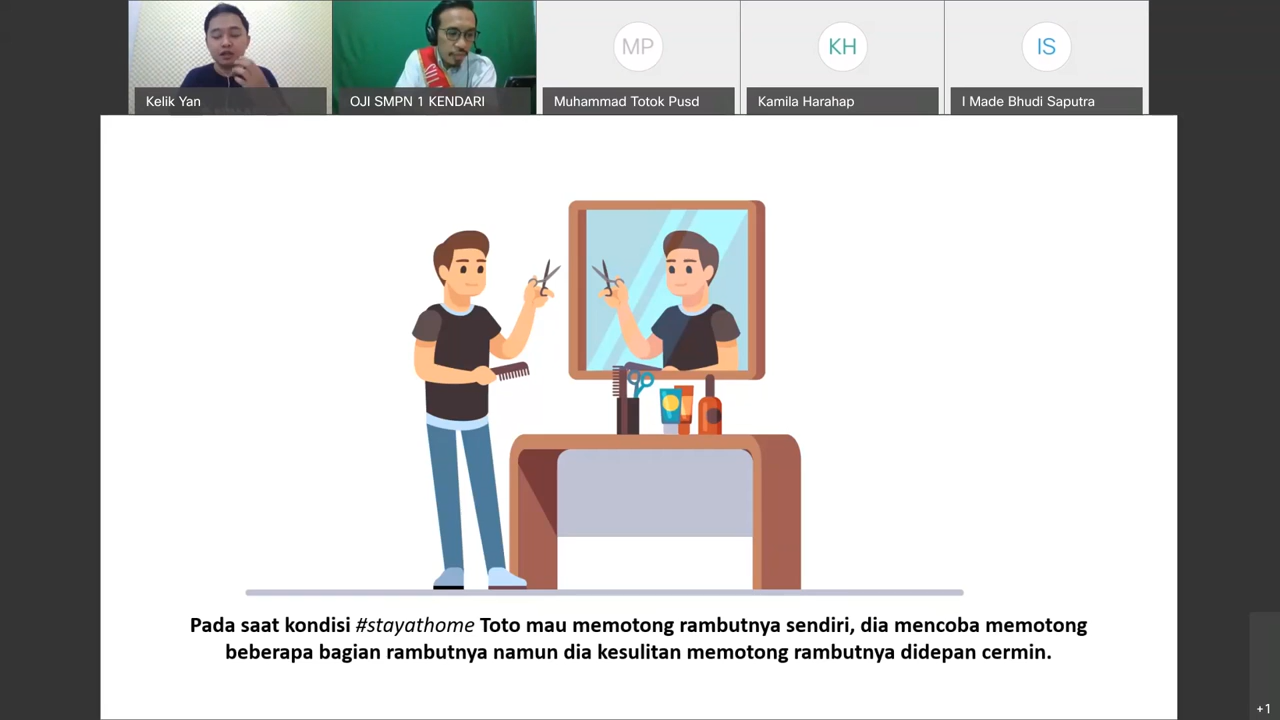 MP
KH
IS
Kelik Yan
OJI SMPN 1 KENDARI
Muhammad Totok Pusd
Kamila Harahap
I Made Bhudi Saputra
Pada saat kondisi #stayathome Toto mau memotong rambutnya sendiri, dia mencoba memotong
beberapa bagian rambutnya namun dia kesulitan memotong rambutnya didepan cermin.
+1